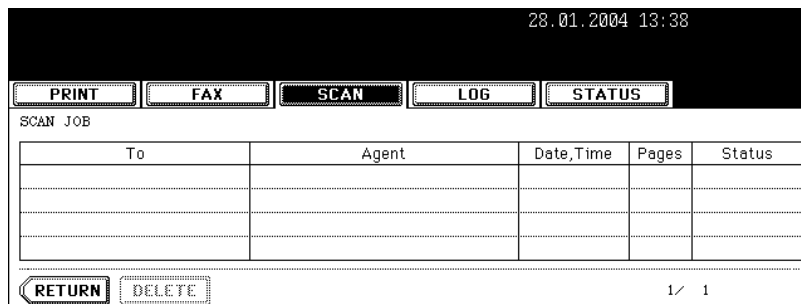 28.01.2004 13:38
PRINT FAX SCAN LOG STATUS
SCAN JOB
To Agent Date,Time Pages Status
RETURN DELETE 1/ 1